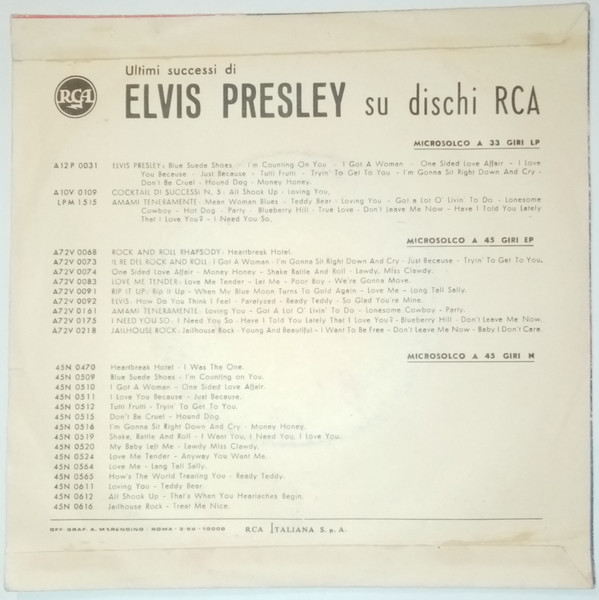 Ultimi successi di
RCA
ELVIS PRESLEY su dischi RCA
MICROSOLCO A 33 GIRI LP
A12P 0031 ELVIS PRESLEY: Blue Suede Shoes - I'm Counting On You - I Got A Woman - One Sided Love Affair - I Love
You Because - Just Because - Tutti Frutti - Tryin' To Get To You - I'm Gonna Sit Right Down And Cry -
Don't Be Cruel - Hound Dog - Money Honey.
A10V 0109 COCKTAIL DI SUCCESSI N. 5: All Shook Up - Loving You,
LPM 1515 AMAMI TENERAMENTE: Mean Woman Blues - Teddy Bear - Loving You - Got a Lot O' Livin' To Do - Lonesome
Cowboy - Hot Dog - Party - Blueberry Hill - True Love - Don't Leave Me Now - Have I Told You Lately
That I Love You? - I Need You So.
MICROSOLCO A 45 GIRI EP
A72V 0068 ROCK AND ROLL RHAPSODY: Heartbreak Hotel.
A72V 0073 IL RE DEL ROCK AND ROLL: I Got A Woman - I'm Gonna Sit Right Down And Cry - Just Because - Tryin' To Get To You.
A72V 0074 One Sided Love Affair - Money Honey - Shake Rattle And Roll - Lawdy, Miss Clawdy.
A72V 0083 LOVE ME TENDER: Love Me Tender - Let Me - Poor Boy - We're Gonna Move.
A72V 0091 RIP IT UP: Rip It Up - When My Blue Moon Turns To Gold Again - Love Me - Long Tall Sally.
A72V 0092 ELVIS: How Do You Think I Feel - Paralyzed - Ready Teddy - So Glad You're Mine.
A72V 0161 AMAMI TENERAMENTE: Loving You - Got A Lot O' Livin' To Do - Lonesome Cowboy - Party.
A72V 0175 I NEED YOU SO: I Need You So - Have I Told You Lately That I Love You? - Blueberry Hill - Don't Leave Me Now.
A72V 0218 JAILHOUSE ROCK: Jailhouse Rock - Young And Beautiful - I Want To Be Free - Don't Leave Me Now - Baby I Don't Care.
MICROSOLCO A 45 GIRI N
45N 0470 Heartbreak Hotel - I Was The One.
45N 0509 Blue Suede Shoes - I'm Counting on You.
45N 0510 I Got A Woman - One Sided Love Affair.
45N 0511 I Love You Because - Just Because.
45N 0512 Tutti Frutti - Tryin' To Get To You.
45N 0515 Don't Be Cruel - Hound Dog.
45N 0516 I'm Gonna Sit Right Down And Cry - Money Honey.
45N 0519 Shake, Rattle And Roll - I Want You, I Need You, I Love You.
45N 0520 My Baby Left Me - Lawdy Miss Clawdy.
45N 0524 Love Me Tender - Anyway You Want Me.
45N 0564 Love Me - Long Tall Sally.
45N 0565 How's The World Treating You - Ready Teddy.
45N 0611 Loving You - Teddy Bear.
45N 0612 All Shook Up - That's When You Heartaches Begin.
45N 0616 Jailhouse Rock - Treat Me Nice.
OFF. GRAF. A. MARENDINO - ROMA - 2-58 - 10000 RCA ITALIANA S. p. A.